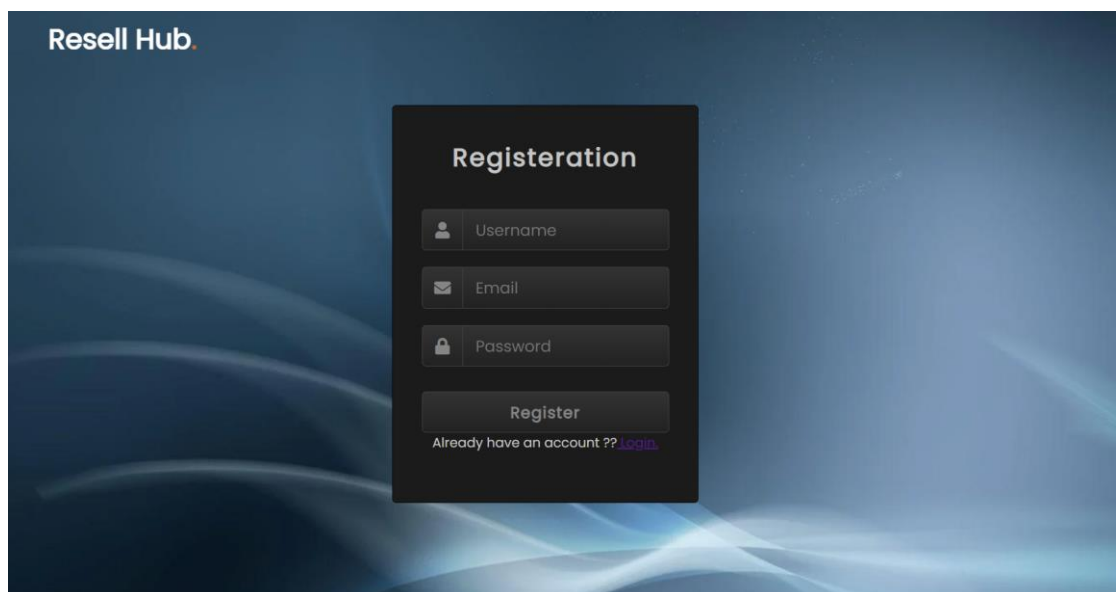 Resell Hub.
Registeration
Username
Email
Password
Register
Already have an account ?? Login.